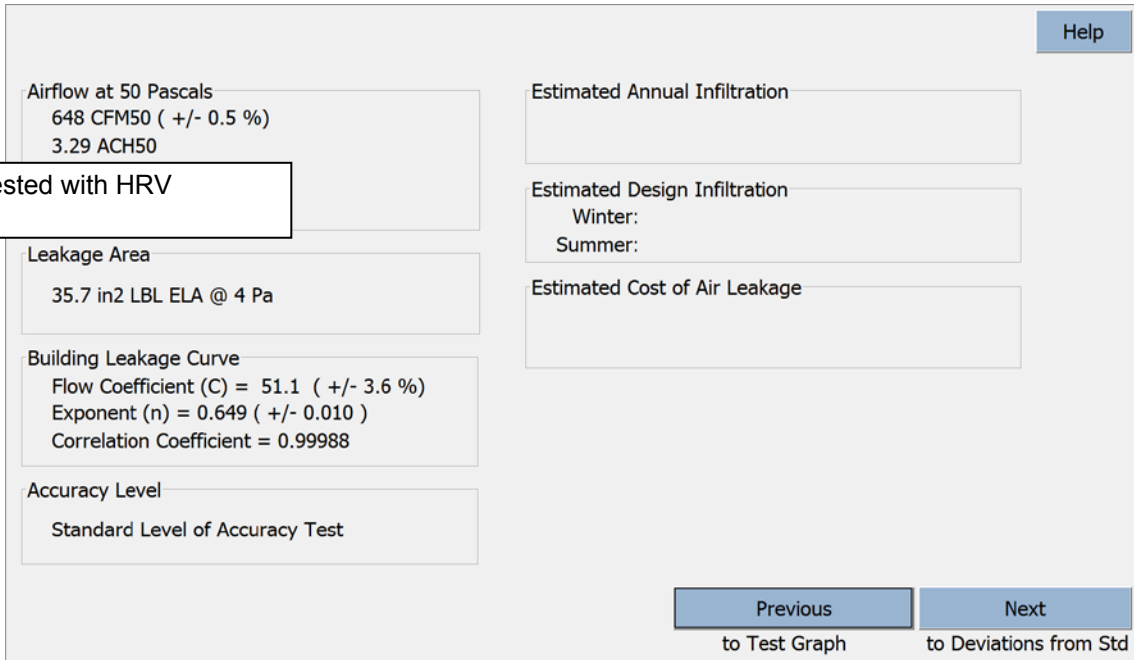 Help
Airflow at 50 Pascals
648 CFM50 ( +/- 0.5 %)
3.29 ACH50
ested with HRV
Leakage Area
35.7 in2 LBL ELA @ 4 Pa
Building Leakage Curve
Flow Coefficient (C) = 51.1 ( +/- 3.6 %)
Exponent (n) = 0.649 ( +/- 0.010 )
Correlation Coefficient = 0.99988
Accuracy Level
Standard Level of Accuracy Test
Estimated Annual Infiltration
Estimated Design Infiltration
Winter:
Summer:
Estimated Cost of Air Leakage
Previous
to Test Graph
Next
to Deviations from Std